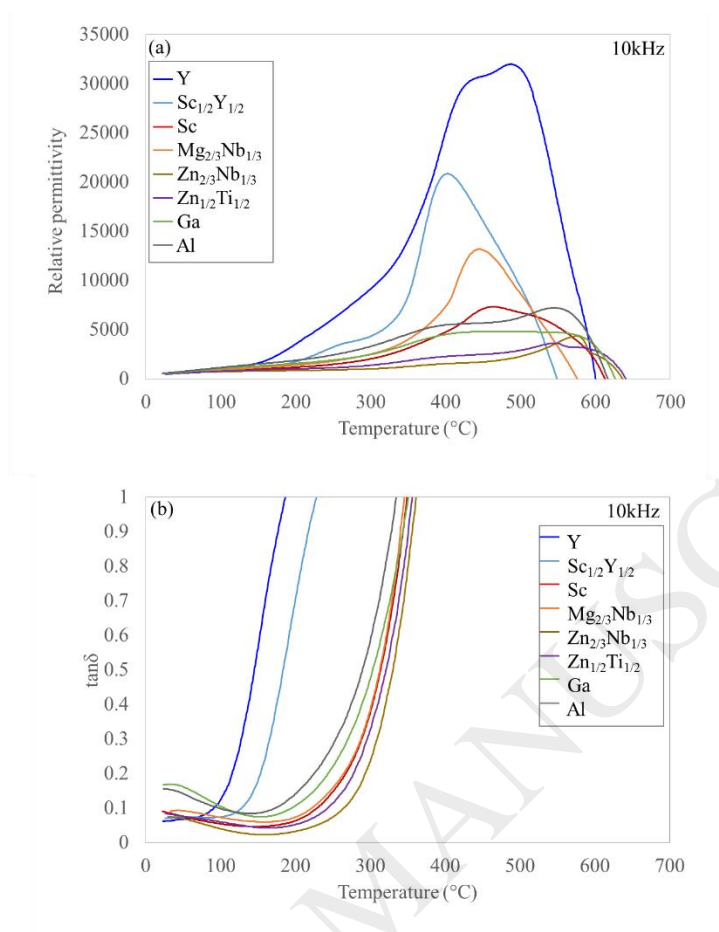 (a)
10kHz
35000
30000
25000
20000
15000
10000
5000
0
Relative permittivity
Y
Sc1/2Y1/2
Sc
Mg2/3Nb1/3
Zn2/3Nb1/3
Zn1/2Ti1/2
Ga
Al
0 100 200 300 400 500 600 700
Temperature (°C)
(b)
10kHz
1
0.9
0.8
0.7
0.6
0.5
0.4
0.3
0.2
0.1
0
tanδ
Y
Sc1/2Y1/2
Sc
Mg2/3Nb1/3
Zn2/3Nb1/3
Zn1/2Ti1/2
Ga
Al
0 100 200 300 400 500 600 700
Temperature (°C)
MANUSC